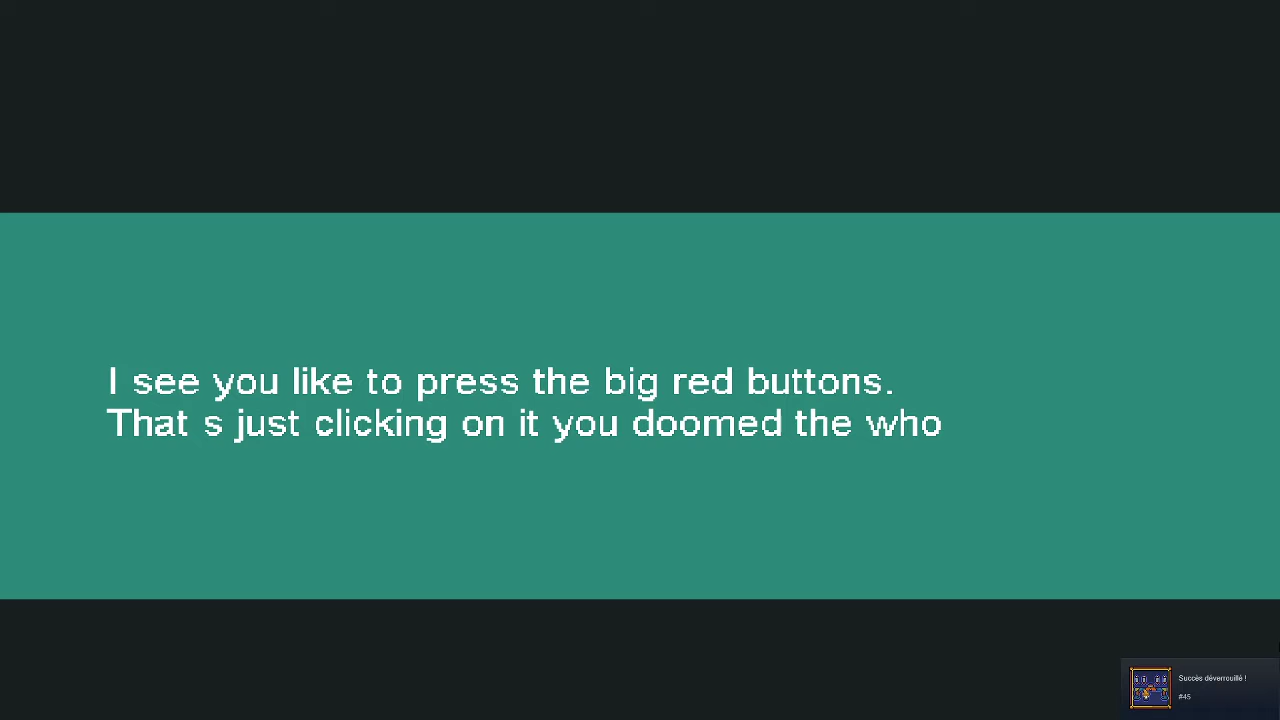 I see you like to press the big red buttons.
That s just clicking on it you doomed the who
Succès déverrouillé !
#45